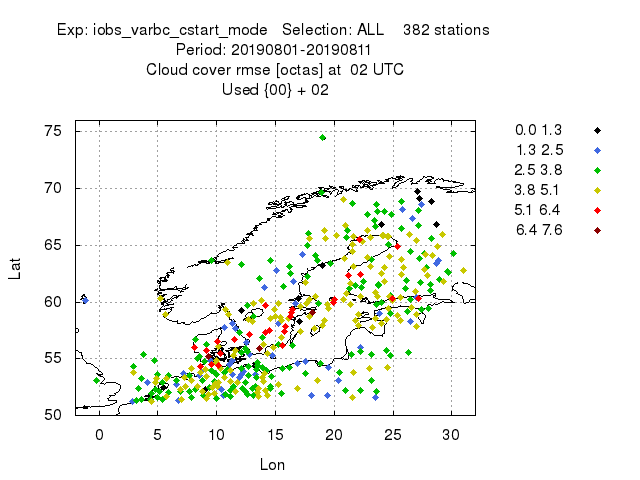 Exp: iobs_varbc_cstart_mode Selection: ALL 382 stations
Period: 20190801-20190811
Cloud cover rmse [octas] at 02 UTC
Used {00} + 02
75
70
65
60
55
50
Lat
0 5 10 15 20 25 30
Lon
0.0 1.3
1.3 2.5
2.5 3.8
3.8 5.1
5.1 6.4
6.4 7.6